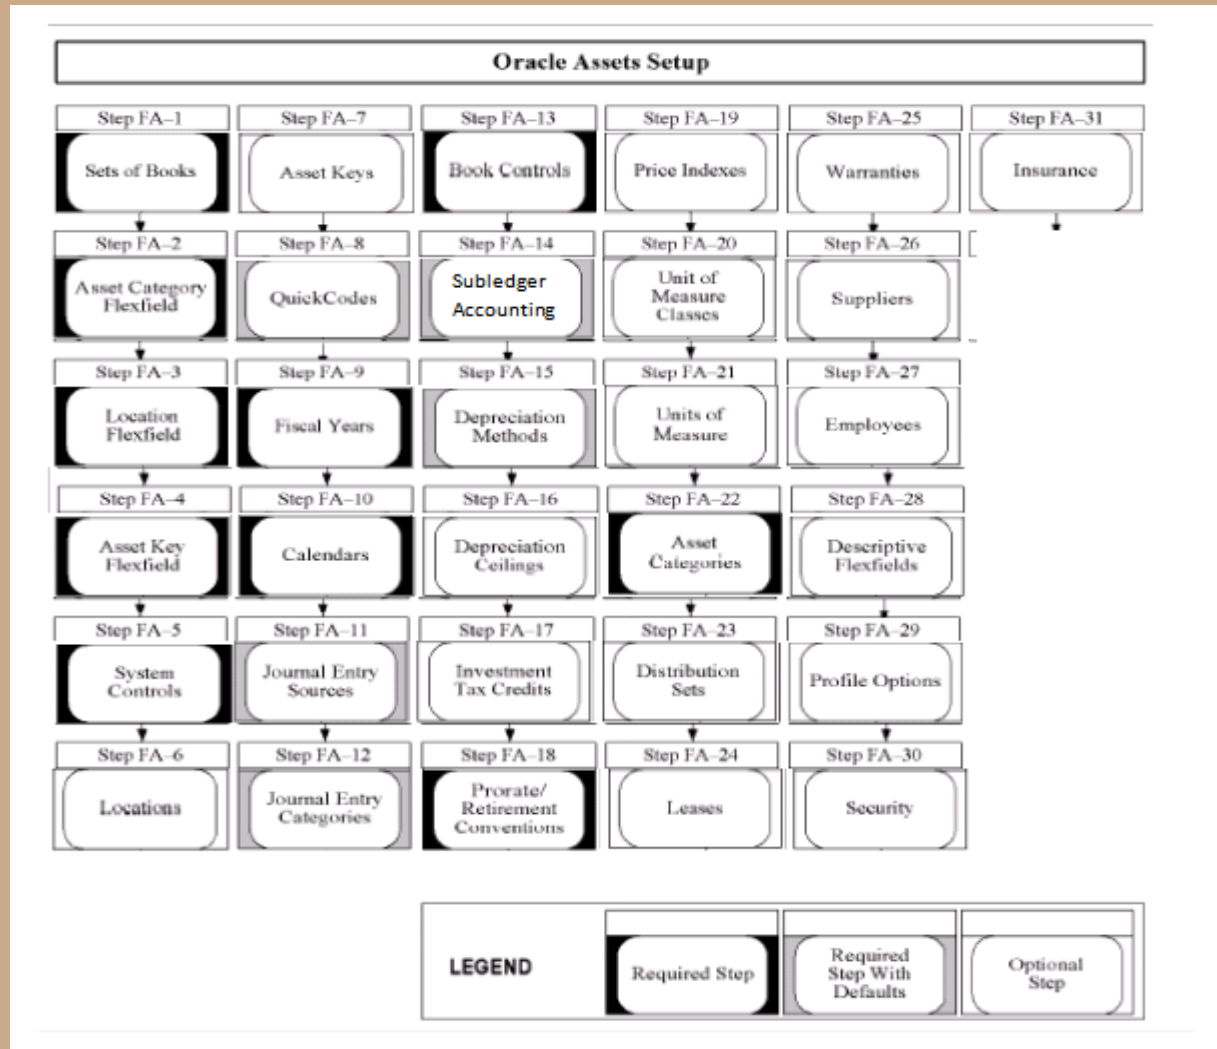 Oracle Assets Setup
Step FA–1
Sets of Books
Step FA–2
Asset Category
Flexfield
Step FA–3
Location
Flexfield
Step FA–4
Asset Key
Flexfield
Step FA–5
System
Controls
Step FA–6
Locations
Step FA–7
Asset Keys
Step FA–8
QuickCodes
Step FA–9
Fiscal Years
Step FA–10
Calendars
Step FA–11
Journal Entry
Sources
Step FA–12
Journal Entry
Categories
Step FA–13
Book Controls
Step FA–14
Subledger
Accounting
Step FA–15
Depreciation
Methods
Step FA–16
Depreciation
Ceilings
Step FA–17
Investment
Tax Credits
Step FA–18
Prorate/
Retirement
Conventions
Step FA–19
Price Indexes
Step FA–20
Unit of
Measure
Classes
Step FA–21
Units of
Measure
Step FA–22
Asset
Categories
Step FA–23
Distribution
Sets
Step FA–24
Leases
Step FA–25
Warranties
Step FA–26
Suppliers
Step FA–27
Employees
Step FA–28
Descriptive
Flexfields
Step FA–29
Profile Options
Step FA–30
Security
Step FA–31
Insurance
LEGEND
Required Step
Required
Step With
Defaults
Optional
Step